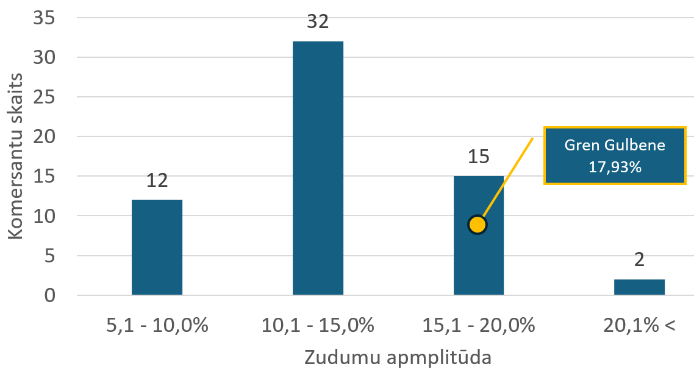 35
30
25
20
15
10
5
0
Komersantu skaits
12
32
15
2
Gren Gulbene
17,93%
5,1 - 10,0%
10,1 - 15,0%
15,1 - 20,0%
20,1% <
Zudumu apmplitūda